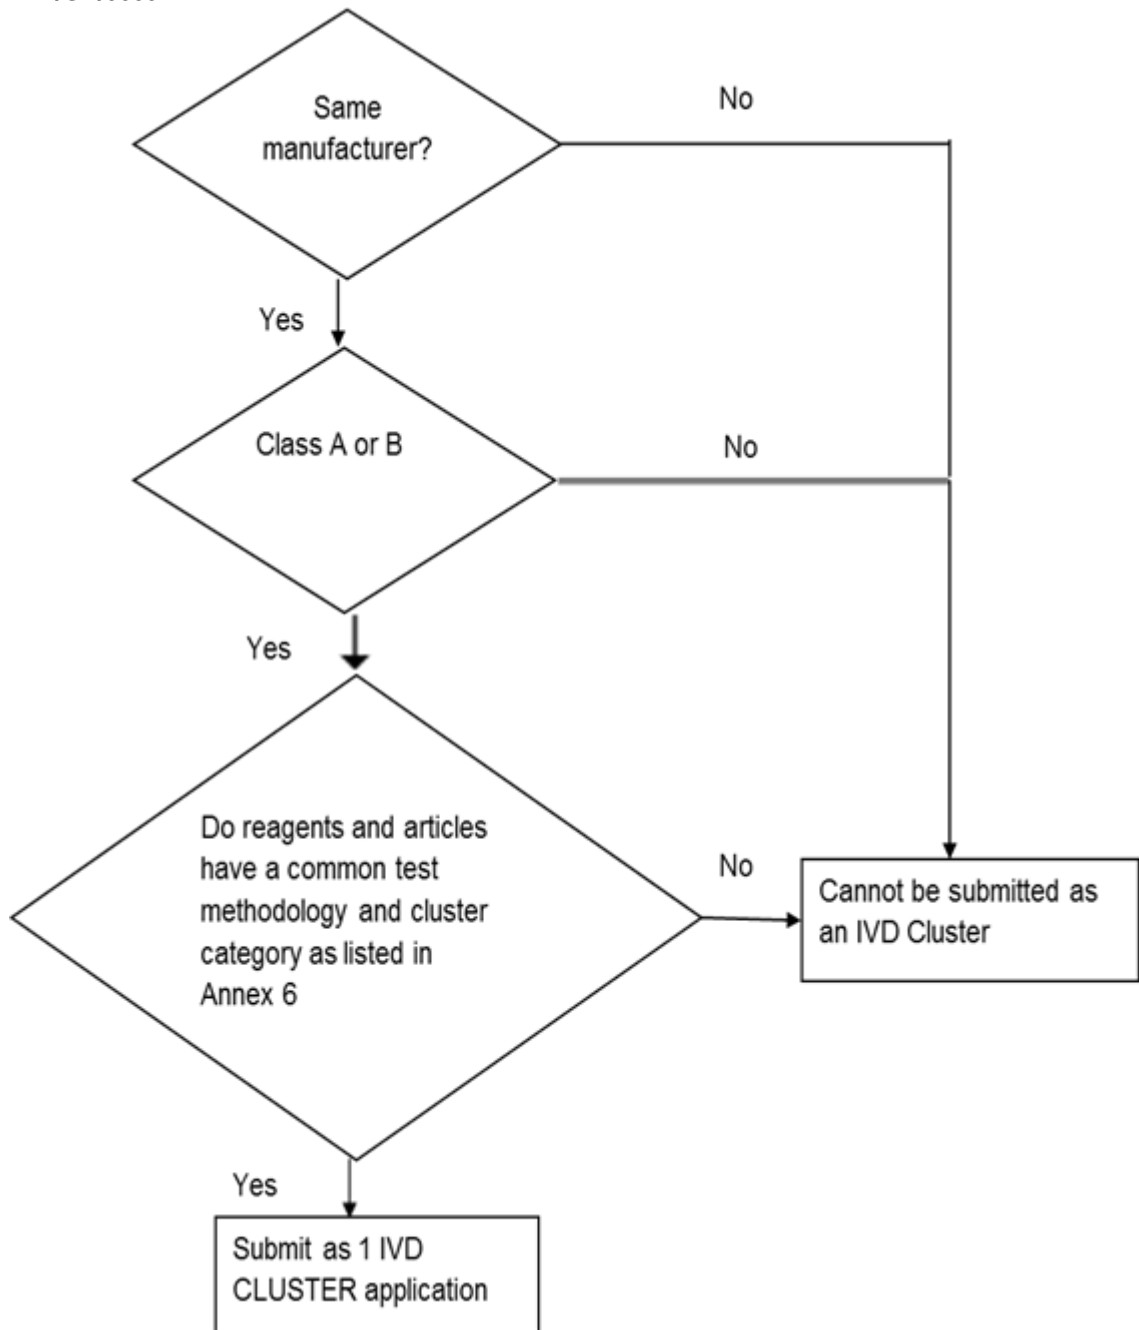 Same
manufacturer?
No
Yes
Class A or B
No
Yes
Do reagents and articles
have a common test
methodology and cluster
category as listed in
Annex 6
No
Cannot be submitted as
an IVD Cluster
Yes
Submit as 1 IVD
CLUSTER application